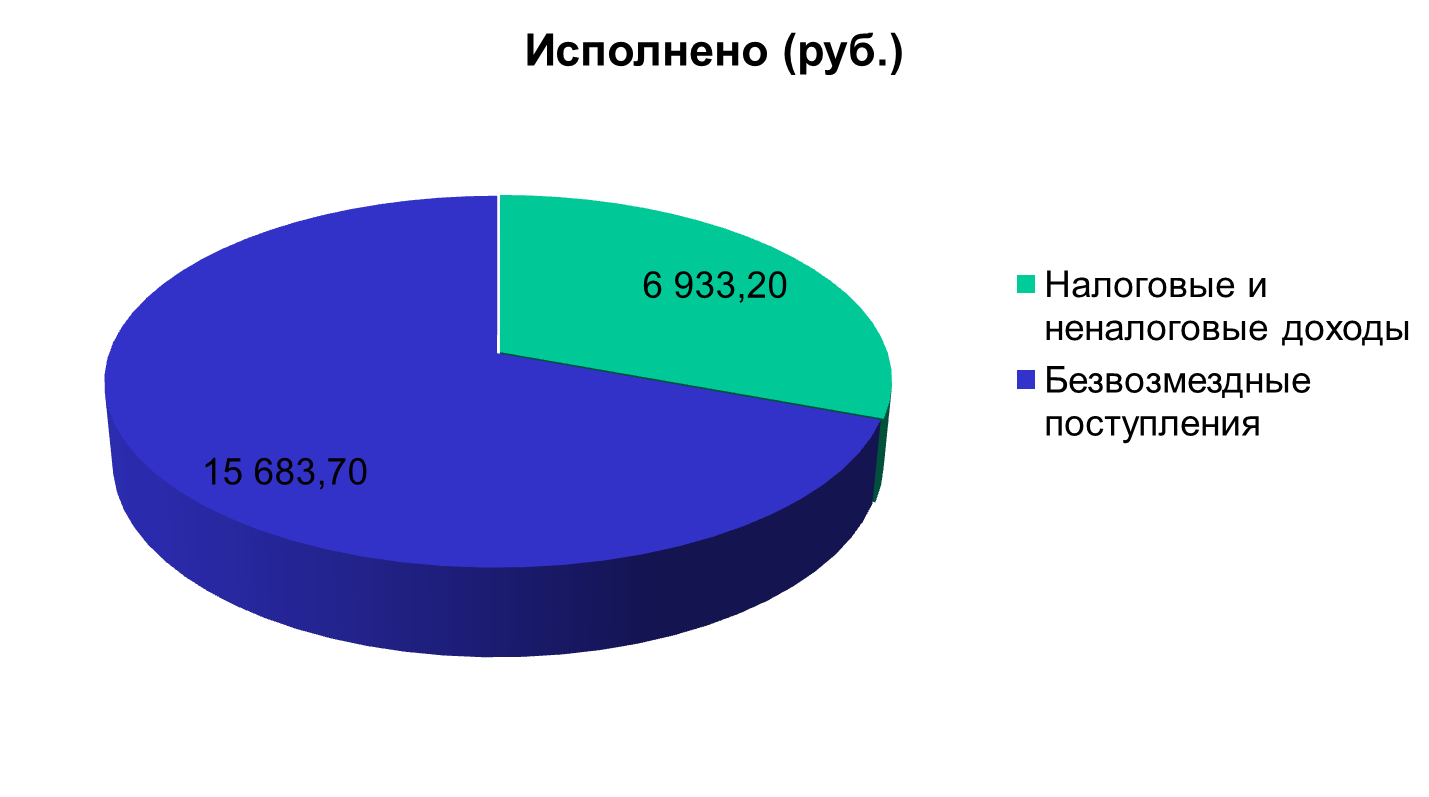 Исполнено (руб.)
6 933,20
15 683,70
Налоговые и
неналоговые доходы
Безвозмездные
поступления